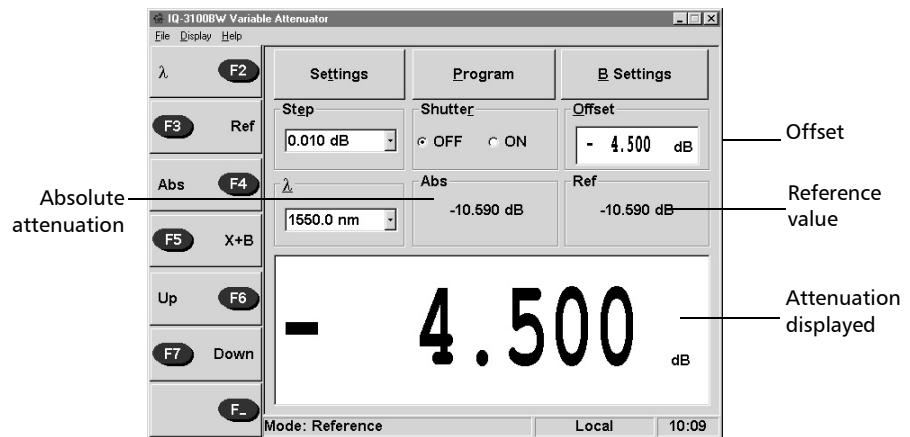 IQ-3100BW Variable Attenuator
File Display Help
λ F2
Settings
Program
B Settings
F3 Ref
Step
0.010 dB
Shutter
OFF ON
Offset
- 4.500 dB
Offset
Abs F4
λ
1550.0 nm
Abs
-10.590 dB
Ref
-10.590 dB
Absolute
attenuation
Reference
value
F5 X+B
Up F6
- 4.500 dB
Attenuation
displayed
F7 Down
F_
Mode: Reference
Local
10:09